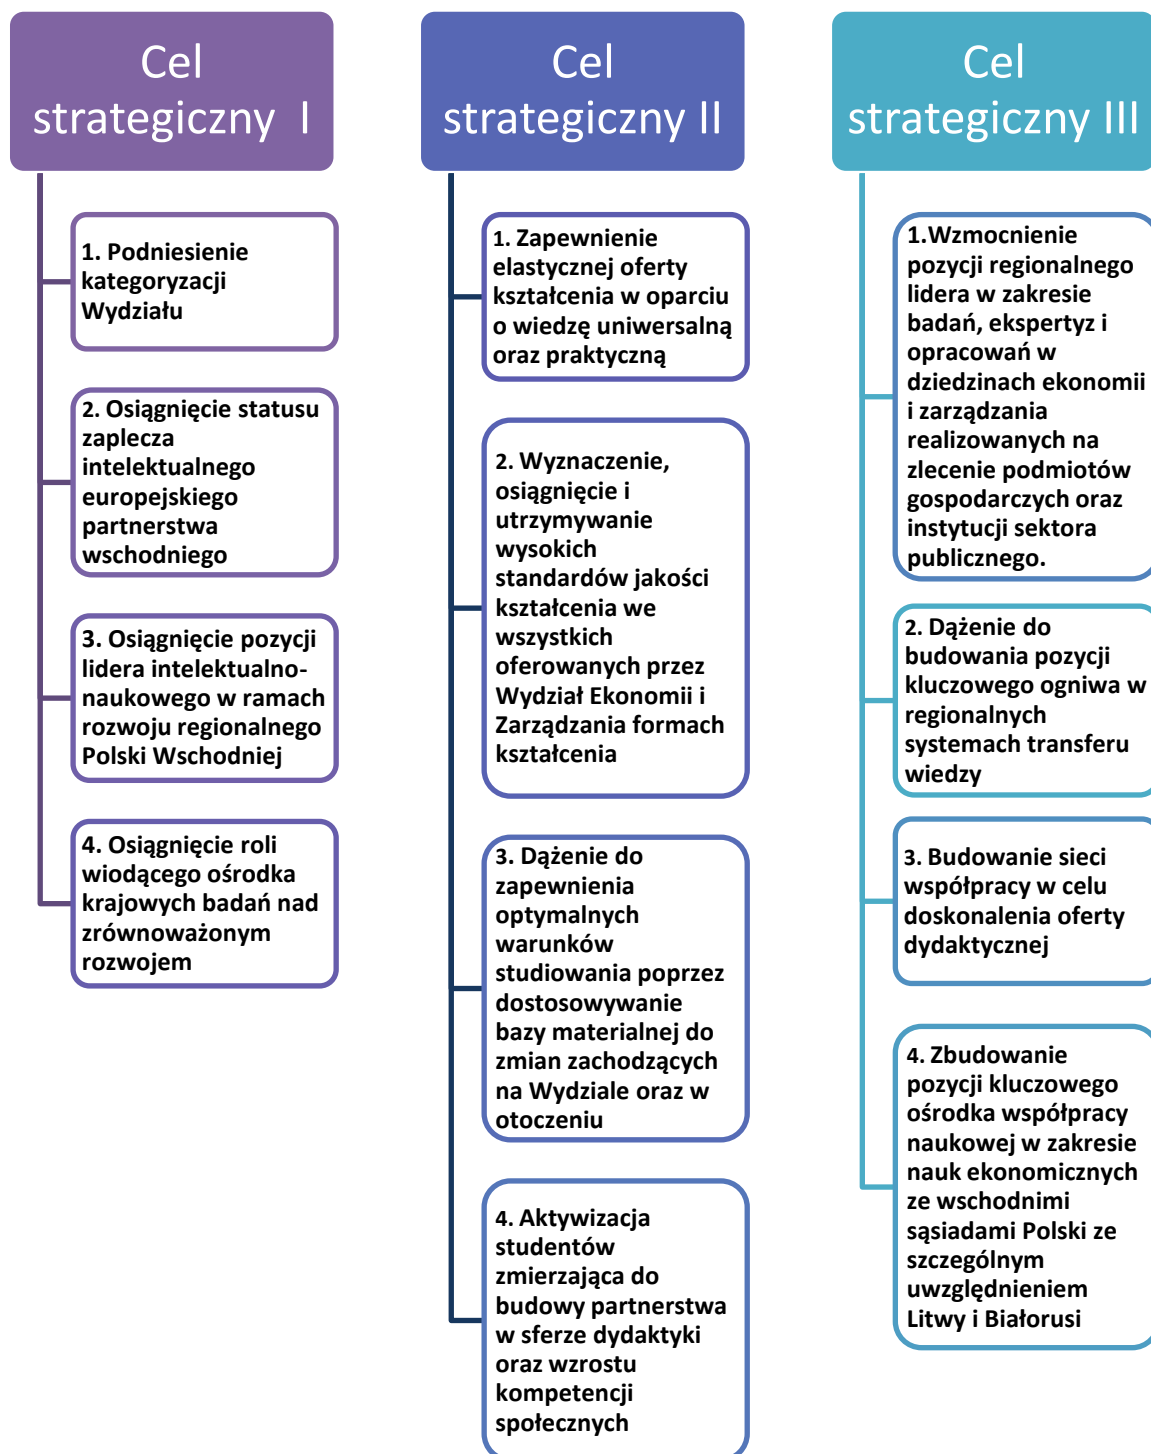 Cel
strategiczny I
1. Podniesienie
kategoryzacji
Wydziału
2. Osiągnięcie statusu
zaplecza
intelektualnego
europejskiego
partnerstwa
wschodniego
3. Osiągnięcie pozycji
lidera intelektualno-
naukowego w ramach
rozwoju regionalnego
Polski Wschodniej
4. Osiągnięcie roli
wiodącego ośrodka
krajowych badań nad
zrównoważonym
rozwojem
Cel
strategiczny II
1. Zapewnienie
elastycznej oferty
kształcenia w oparciu
o wiedzę uniwersalną
oraz praktyczną
2. Wyznaczenie,
osiągnięcie i
utrzymywanie
wysokich
standardów jakości
kształcenia we
wszystkich
oferowanych przez
Wydział Ekonomii i
Zarządzania formach
kształcenia
3. Dążenie do
zapewnienia
optymalnych
warunków
studiowania poprzez
dostosowywanie
bazy materialnej do
zmian zachodzących
na Wydziale oraz w
otoczeniu
4. Aktywizacja
studentów
zmierzająca do
budowy partnerstwa
w sferze dydaktyki
oraz wzrostu
kompetencji
społecznych
Cel
strategiczny III
1.Wzmocnienie
pozycji regionalnego
lidera w zakresie
badań, ekspertyz i
opracowań w
dziedzinach ekonomii
i zarządzania
realizowanych na
zlecenie podmiotów
gospodarczych oraz
instytucji sektora
publicznego.
2. Dążenie do
budowania pozycji
kluczowego ogniwa w
regionalnych
systemach transferu
wiedzy
3. Budowanie sieci
współpracy w celu
doskonalenia oferty
dydaktycznej
4. Zbudowanie
pozycji kluczowego
ośrodka współpracy
naukowej w zakresie
nauk ekonomicznych
ze wschodnimi
sąsiadami Polski ze
szczególnym
uwzględnieniem
Litwy i Białorusi